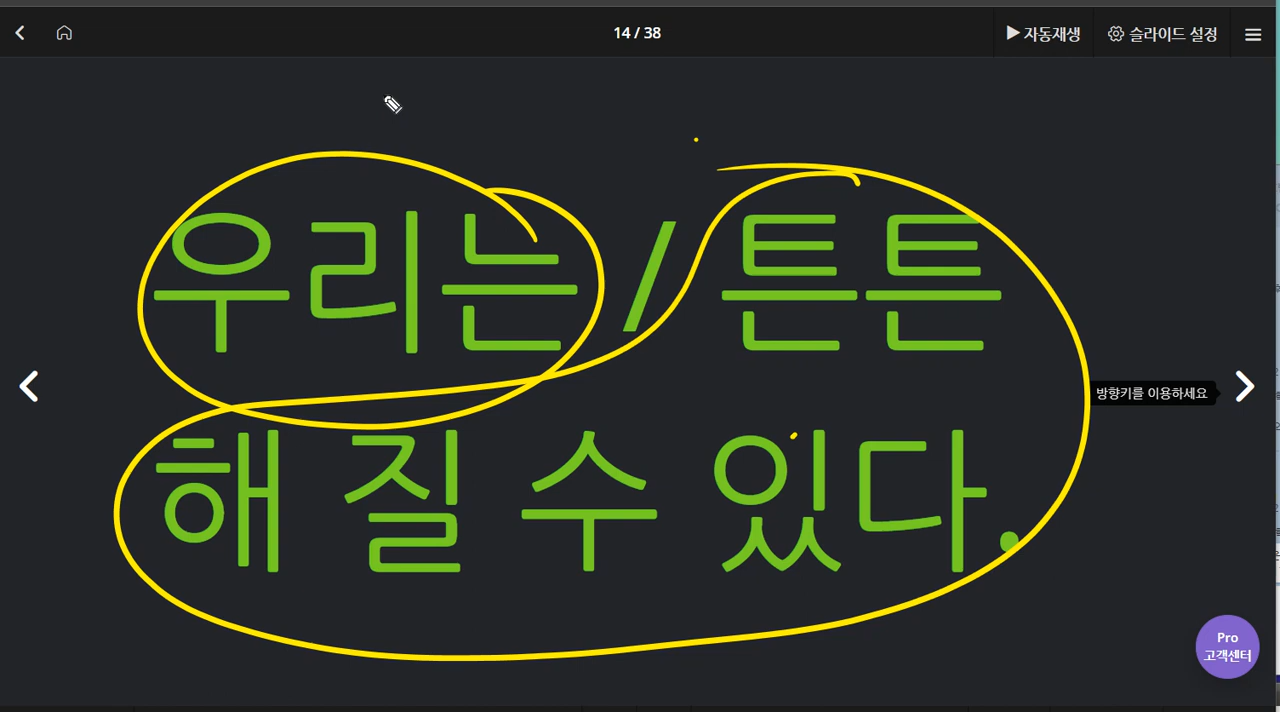 14 / 38
▶ 자동재생
슬라이드 설정
우리는 / 튼튼
해 질 수 있다.
방향키를 이용하세요
Pro
고객센터